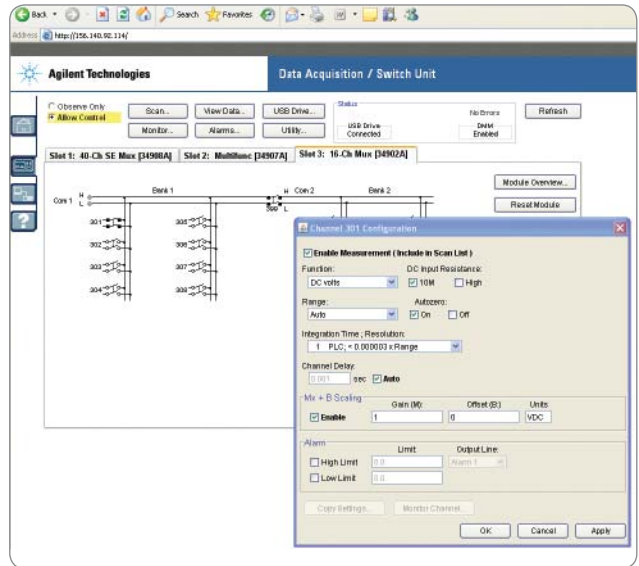 Back
Search Favorites
Address http://156.140.92.114/
Agilent Technologies
Data Acquisition / Switch Unit
Observe Only
Allow Control
Scan... View Data... USB Drive...
Monitor... Alarms... Utility...
Status
No Errors
USB Drive
Connected
DMM
Enabled
Refresh
Slot 1: 40-Ch SE Mux [34908A] Slot 2: Multifunc [34907A] Slot 3: 16-Ch Mux [34902A]
Module Overview...
Reset Module
Com 1 H L
Bank 1
H Com 2
L
Bank 2
301 305
302 306
303 307
304 308
Channel 301 Configuration
Enable Measurement ( Include in Scan List )
Function: DC Input Resistance:
DC volts 10M High
Range: Autozero:
Auto On Off
Integration Time ; Resolution:
1 PLC; < 0.000003 x Range
Channel Delay:
0.001 sec Auto
Mx + B Scaling
Gain (M): Offset (B:) Units
Enable 1 0 VDC
Alarm
Limit: Output Line:
High Limit 0.0 Alarm 1
Low Limit 0.0
Copy Settings... Monitor Channel...
OK Cancel Apply